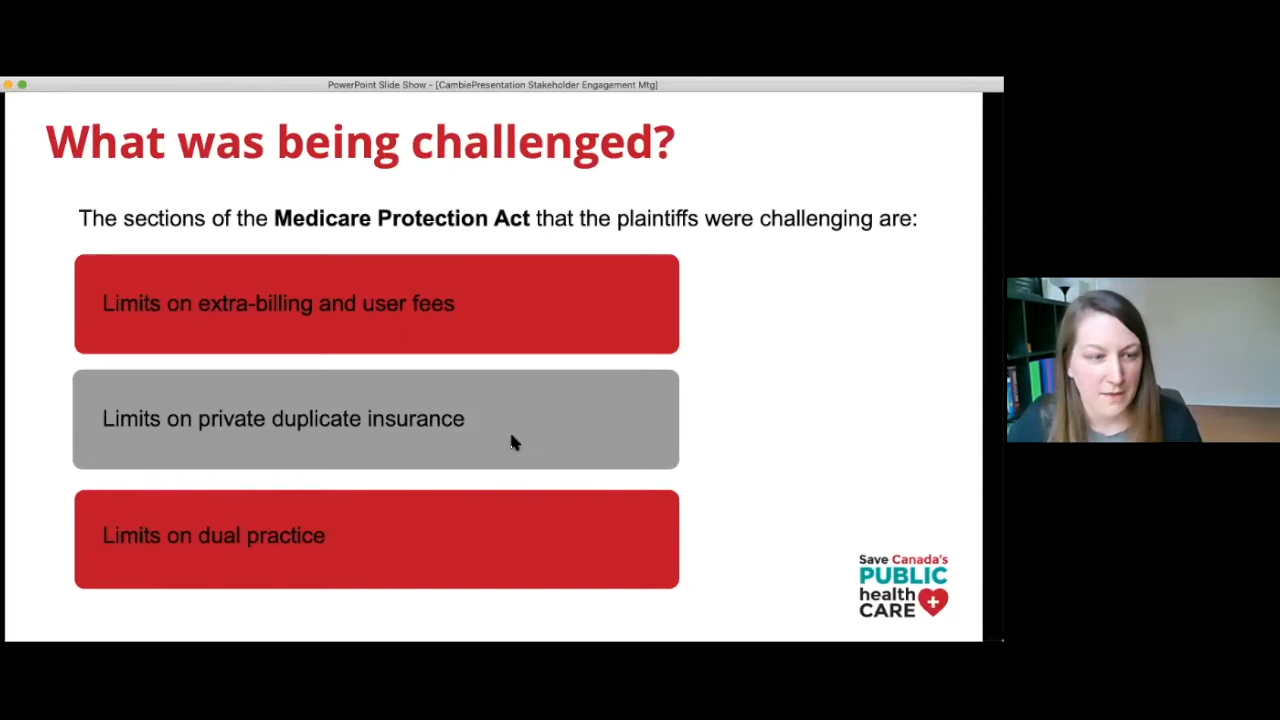 PowerPoint Slide Show - [CambiePresentation Stakeholder Engagement Mtg]
What was being challenged?
The sections of the Medicare Protection Act that the plaintiffs were challenging are:
Limits on extra-billing and user fees
Limits on private duplicate insurance
Limits on dual practice
Save Canada's
PUBLIC
health
CARE